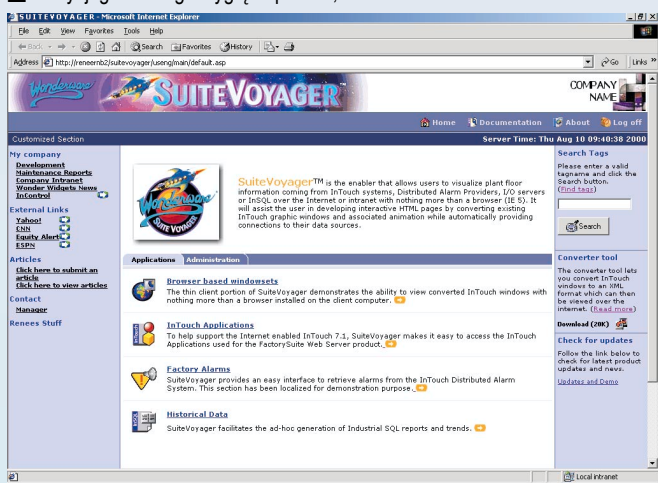 SUITEVOYAGER - Microsoft Internet Explorer
File Edit View Favorites Tools Help
Back Search Favorites History
Address http://reneernb2/suitevoyager/useng/main/default.asp Go Links »
Wonderware SUITEVOYAGER COMPANY NAME
Home Documentation About Log off
Customized Section Server Time: Thu Aug 10 09:40:38 2000
My company
Development
Maintenance Reports
Company Intranet
Wonder Widgets News
InControl
External Links
Yahoo!
CNN
Equity Alert
ESPN
Articles
Click here to submit an
article
Click here to view articles
Contact
Manager
Renees Stuff
Wonderware
SUITE VOYAGER
SuiteVoyager™ is the enabler that allows users to visualize plant floor
information coming from InTouch systems, Distributed Alarm Providers, I/O servers
or InSQL over the Internet or intranet with nothing more than a browser (IE 5). It
will assist the user in developing interactive HTML pages by converting existing
InTouch graphic windows and associated animation while automatically providing
connections to their data sources.
Applications Administration
Browser based windowsets
The thin client portion of SuiteVoyager demonstrates the ability to view converted InTouch windows with
nothing more than a browser installed on the client computer.
InTouch Applications
To help support the Internet enabled InTouch 7.1, SuiteVoyager makes it easy to access the InTouch
Applications used for the FactorySuite Web Server product.
Factory Alarms
SuiteVoyager provides an easy interface to retrieve alarms from the InTouch Distributed Alarm
System. This section has been localized for demonstration purpose.
Historical Data
SuiteVoyager facilitates the ad-hoc generation of Industrial SQL reports and trends.
Search Tags
Please enter a valid
tagname and click the
Search button.
(Find tags)
Search
Converter tool
The converter tool lets
you convert InTouch
windows to an XML
format which can then
be viewed over the
internet. (Read more)
Download (20K)
Check for updates
Follow the link below to
check for latest product
updates and news.
Updates and Demo
Local intranet